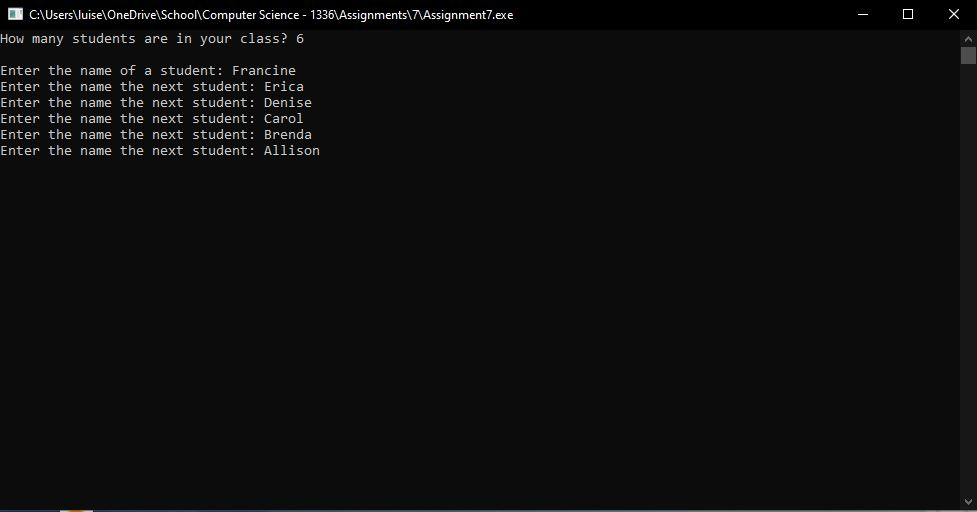 C:\Users\luise\OneDrive\School\Computer Science - 1336\Assignments\7\Assignment7.exe
How many students are in your class? 6
Enter the name of a student: Francine
Enter the name the next student: Erica
Enter the name the next student: Denise
Enter the name the next student: Carol
Enter the name the next student: Brenda
Enter the name the next student: Allison